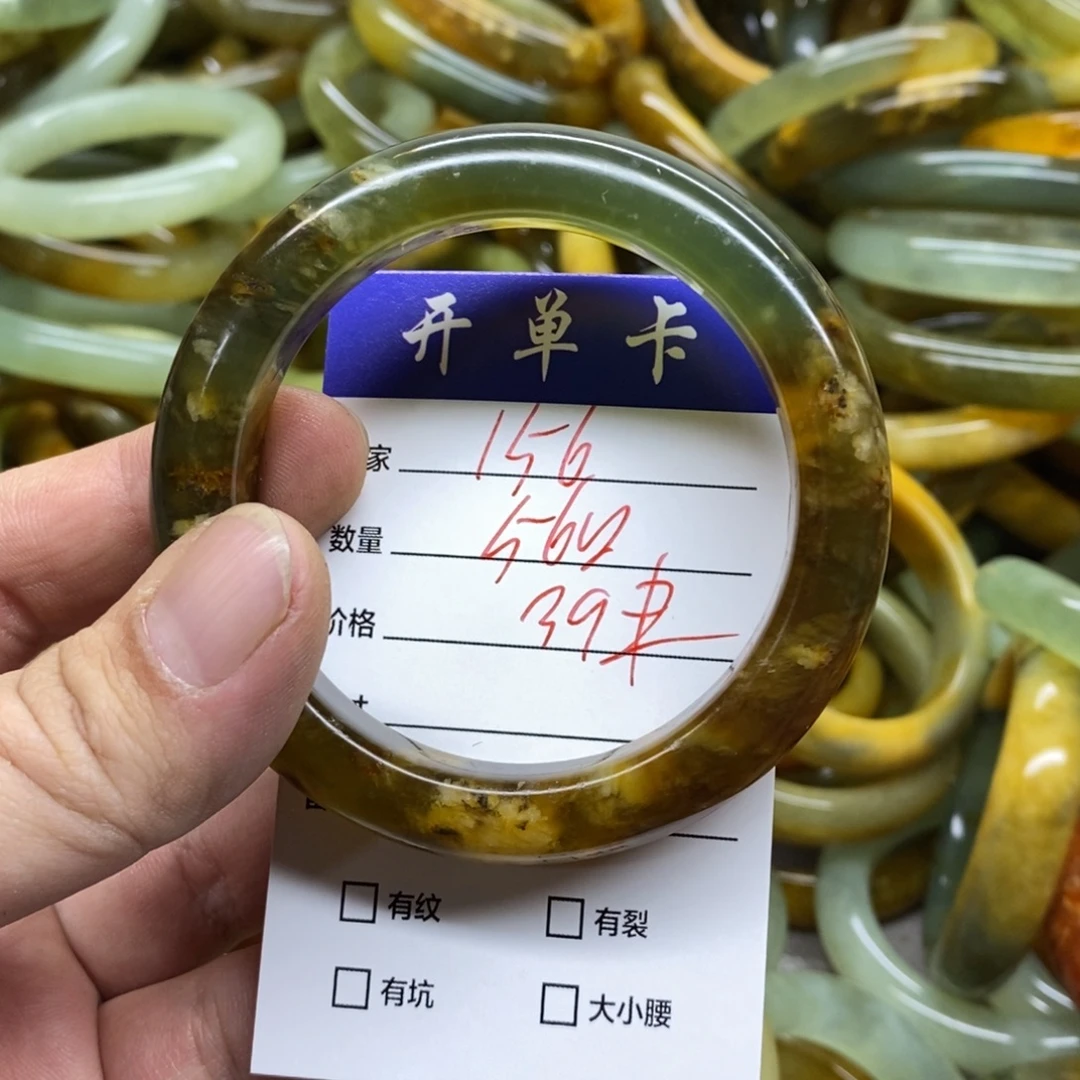 开单卡
家 156
数量 560
价格 39
有纹 有裂
有坑 大小腰